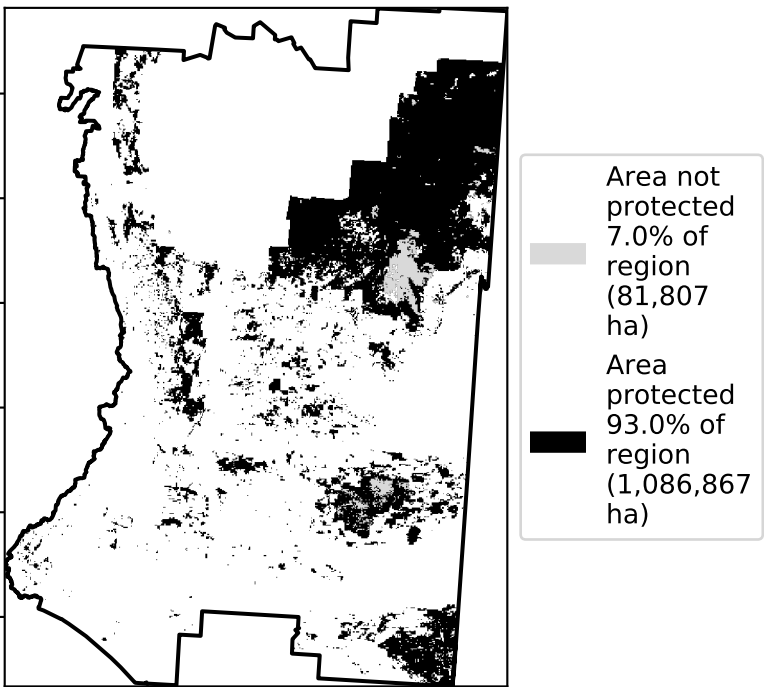 Area not
protected
7.0% of
region
(81,807
ha)
Area
protected
93.0% of
region
(1,086,867
ha)